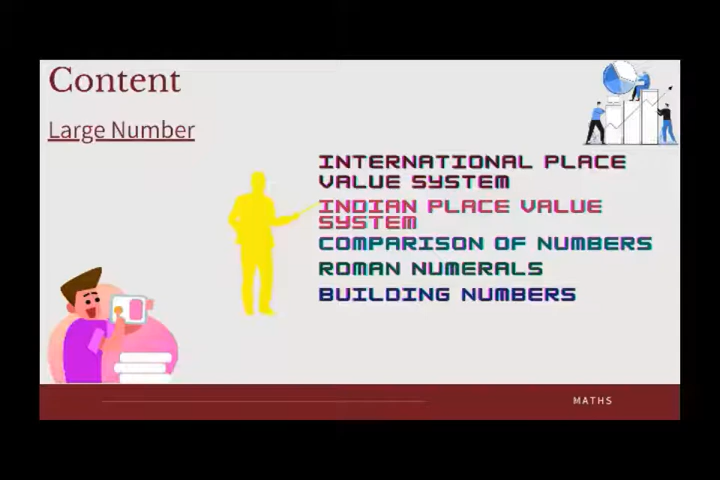 Content
Large Number
INTERNATIONAL PLACE
VALUE SYSTEM
INDIAN PLACE VALUE
SYSTEM
COMPARISON OF NUMBERS
ROMAN NUMERALS
BUILDING NUMBERS
MATHS